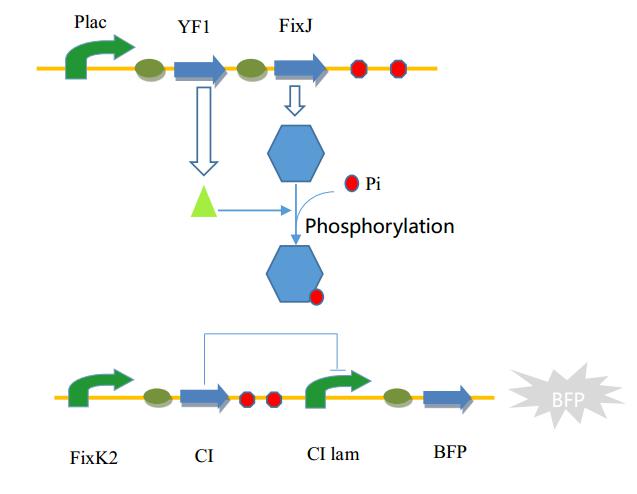 Plac
YF1
FixJ
Pi
Phosphorylation
BFP
FixK2
CI
CI lam
BFP